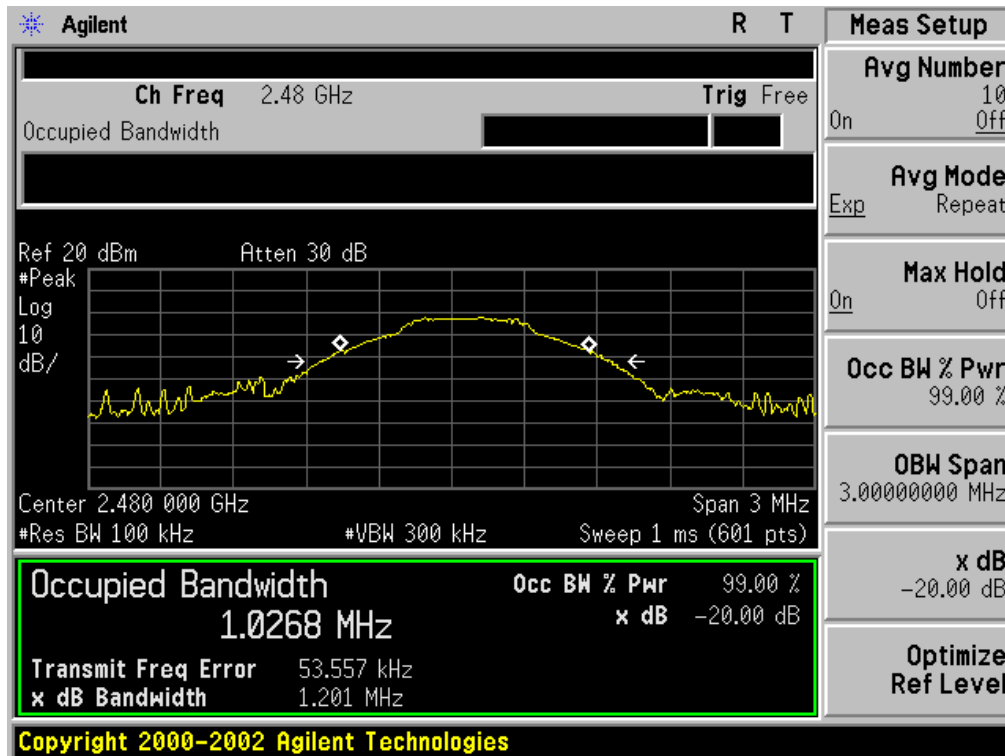 Agilent R T
Ch Freq 2.48 GHz Trig Free
Occupied Bandwidth
Ref 20 dBm Atten 30 dB
#Peak
Log
10
dB/
Center 2.480 000 GHz Span 3 MHz
#Res BW 100 kHz #VBW 300 kHz Sweep 1 ms (601 pts)
Occupied Bandwidth
1.0268 MHz
Occ BW % Pwr 99.00 %
x dB -20.00 dB
Transmit Freq Error 53.557 kHz
x dB Bandwidth 1.201 MHz
Copyright 2000-2002 Agilent Technologies
Meas Setup
Avg Number
10
On Off
Avg Mode
Exp Repeat
Max Hold
On Off
Occ BW % Pwr
99.00 %
OBW Span
3.00000000 MHz
x dB
-20.00 dB
Optimize
Ref Level